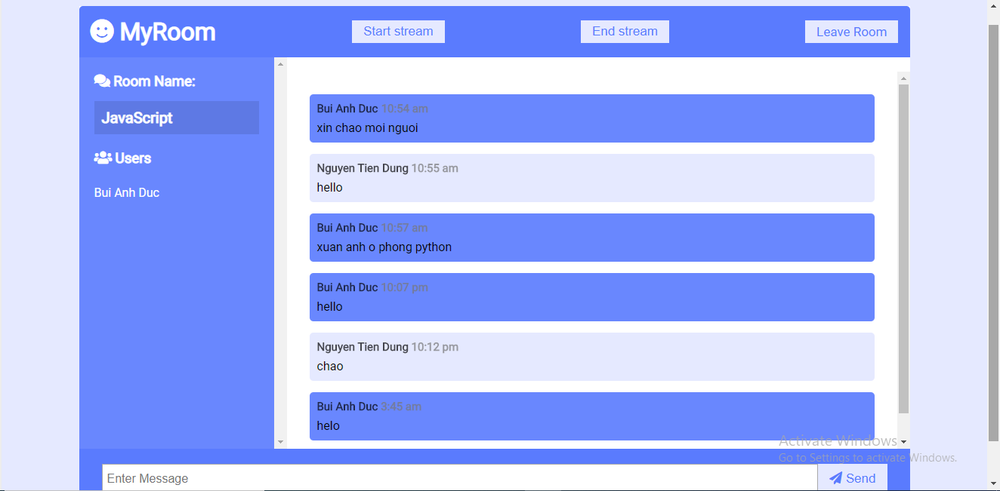 MyRoom
Start stream
End stream
Leave Room
Room Name:
JavaScript
Users
Bui Anh Duc
Bui Anh Duc 10:54 am
xin chao moi nguoi
Nguyen Tien Dung 10:55 am
hello
Bui Anh Duc 10:57 am
xuan anh o phong python
Bui Anh Duc 10:07 pm
hello
Nguyen Tien Dung 10:12 pm
chao
Bui Anh Duc 3:45 am
helo
Activate Windows
Go to Settings to activate Windows.
Enter Message
Send